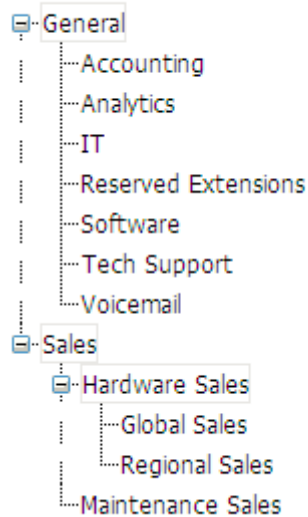 General
Accounting
Analytics
IT
Reserved Extensions
Software
Tech Support
Voicemail
Sales
Hardware Sales
Global Sales
Regional Sales
Maintenance Sales